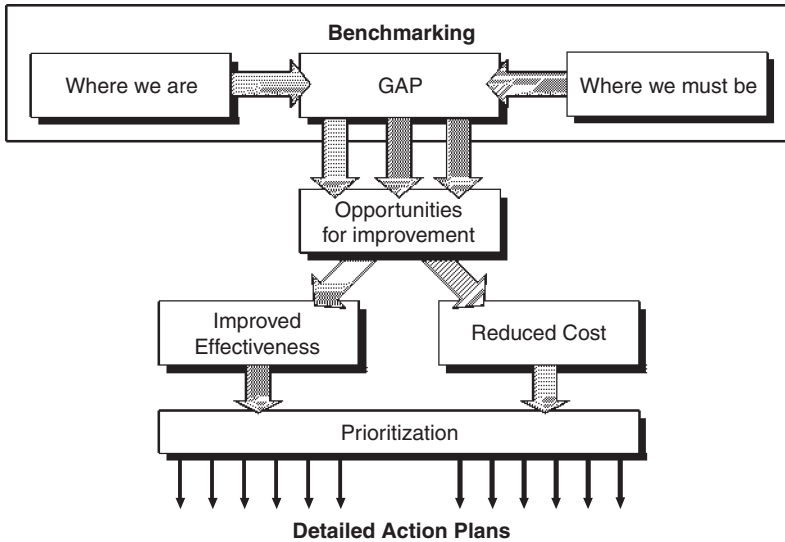 Benchmarking
Where we are
GAP
Where we must be
Opportunities
for improvement
Improved
Effectiveness
Reduced Cost
Prioritization
Detailed Action Plans